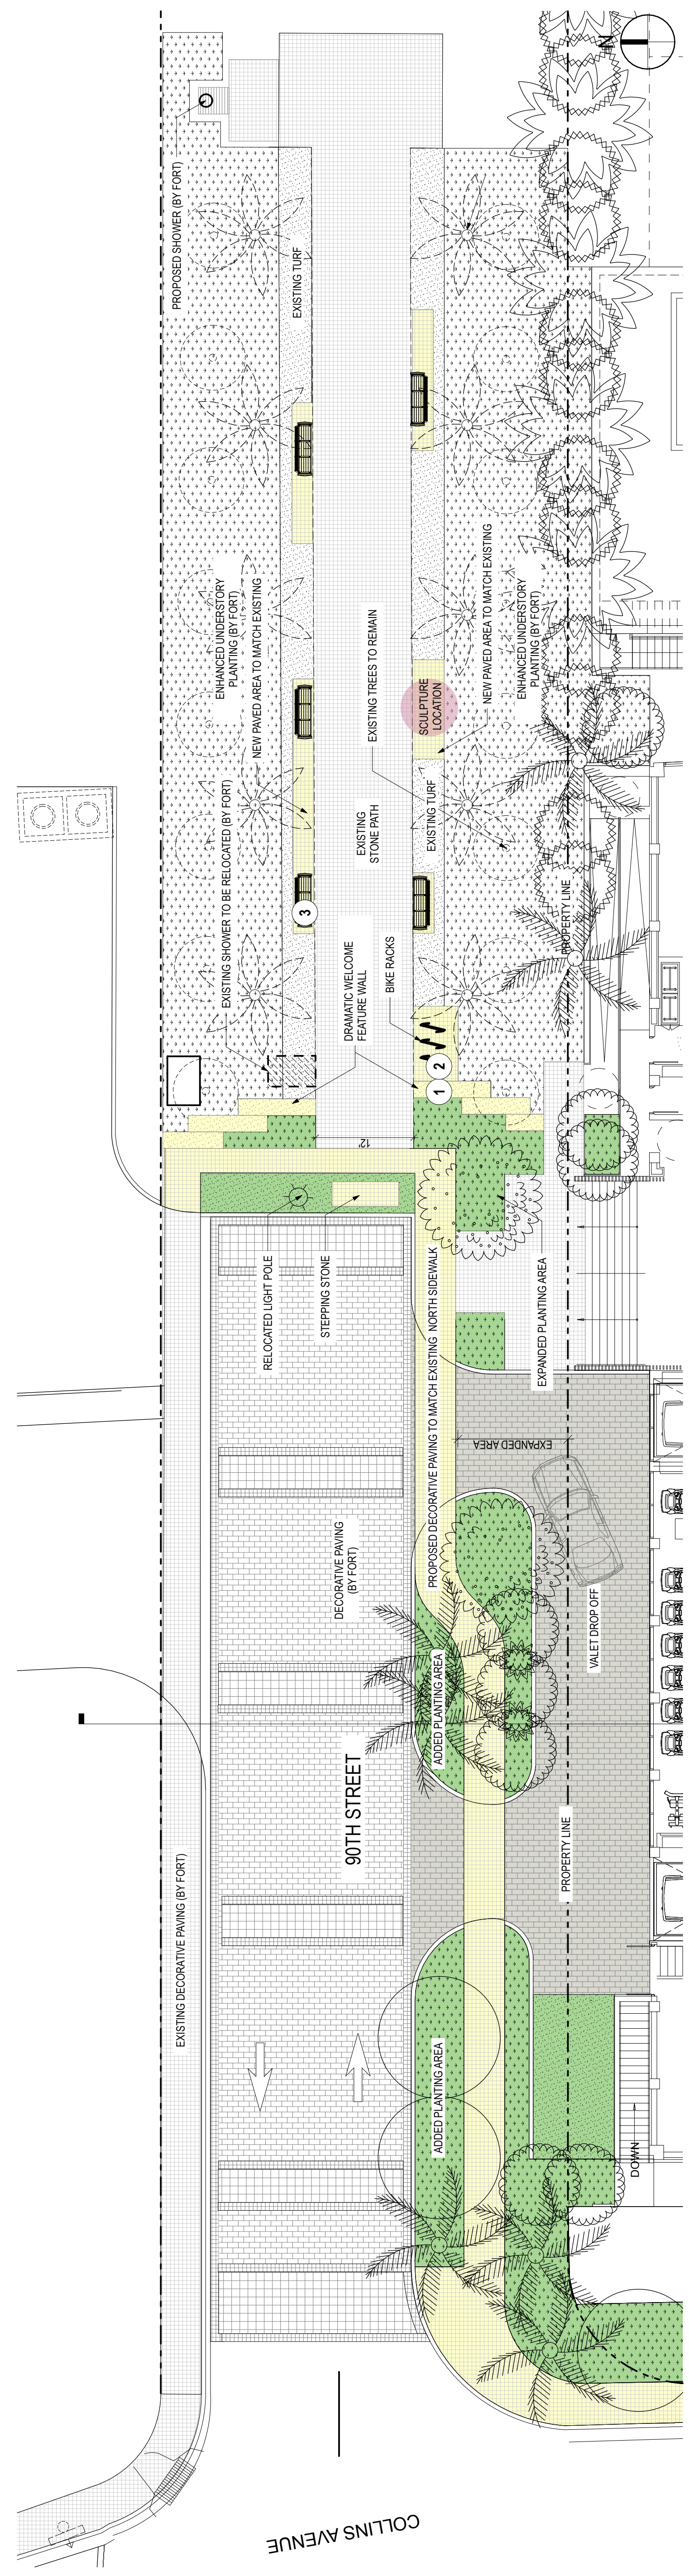 N
PROPOSED SHOWER (BY FORT)
EXISTING TURF
ENHANCED UNDERSTORY
PLANTING (BY FORT)
NEW PAVED AREA TO MATCH EXISTING
EXISTING SHOWER TO BE RELOCATED (BY FORT)
EXISTING TREES TO REMAIN
SCULPTURE
LOCATION
NEW PAVED AREA TO MATCH EXISTING
ENHANCED UNDERSTORY
PLANTING (BY FORT)
EXISTING
STONE PATH
EXISTING TURF
PROPERTY LINE
3
DRAMATIC WELCOME
FEATURE WALL
BIKE RACKS
2
1
12'
RELOCATED LIGHT POLE
STEPPING STONE
PROPOSED DECORATIVE PAVING TO MATCH EXISTING NORTH SIDEWALK
EXPANDED PLANTING AREA
EXPANDED AREA
DECORATIVE PAVING
(BY FORT)
VALET DROP OFF
ADDED PLANTING AREA
90TH STREET
PROPERTY LINE
EXISTING DECORATIVE PAVING (BY FORT)
ADDED PLANTING AREA
DOWN
COLLINS AVENUE